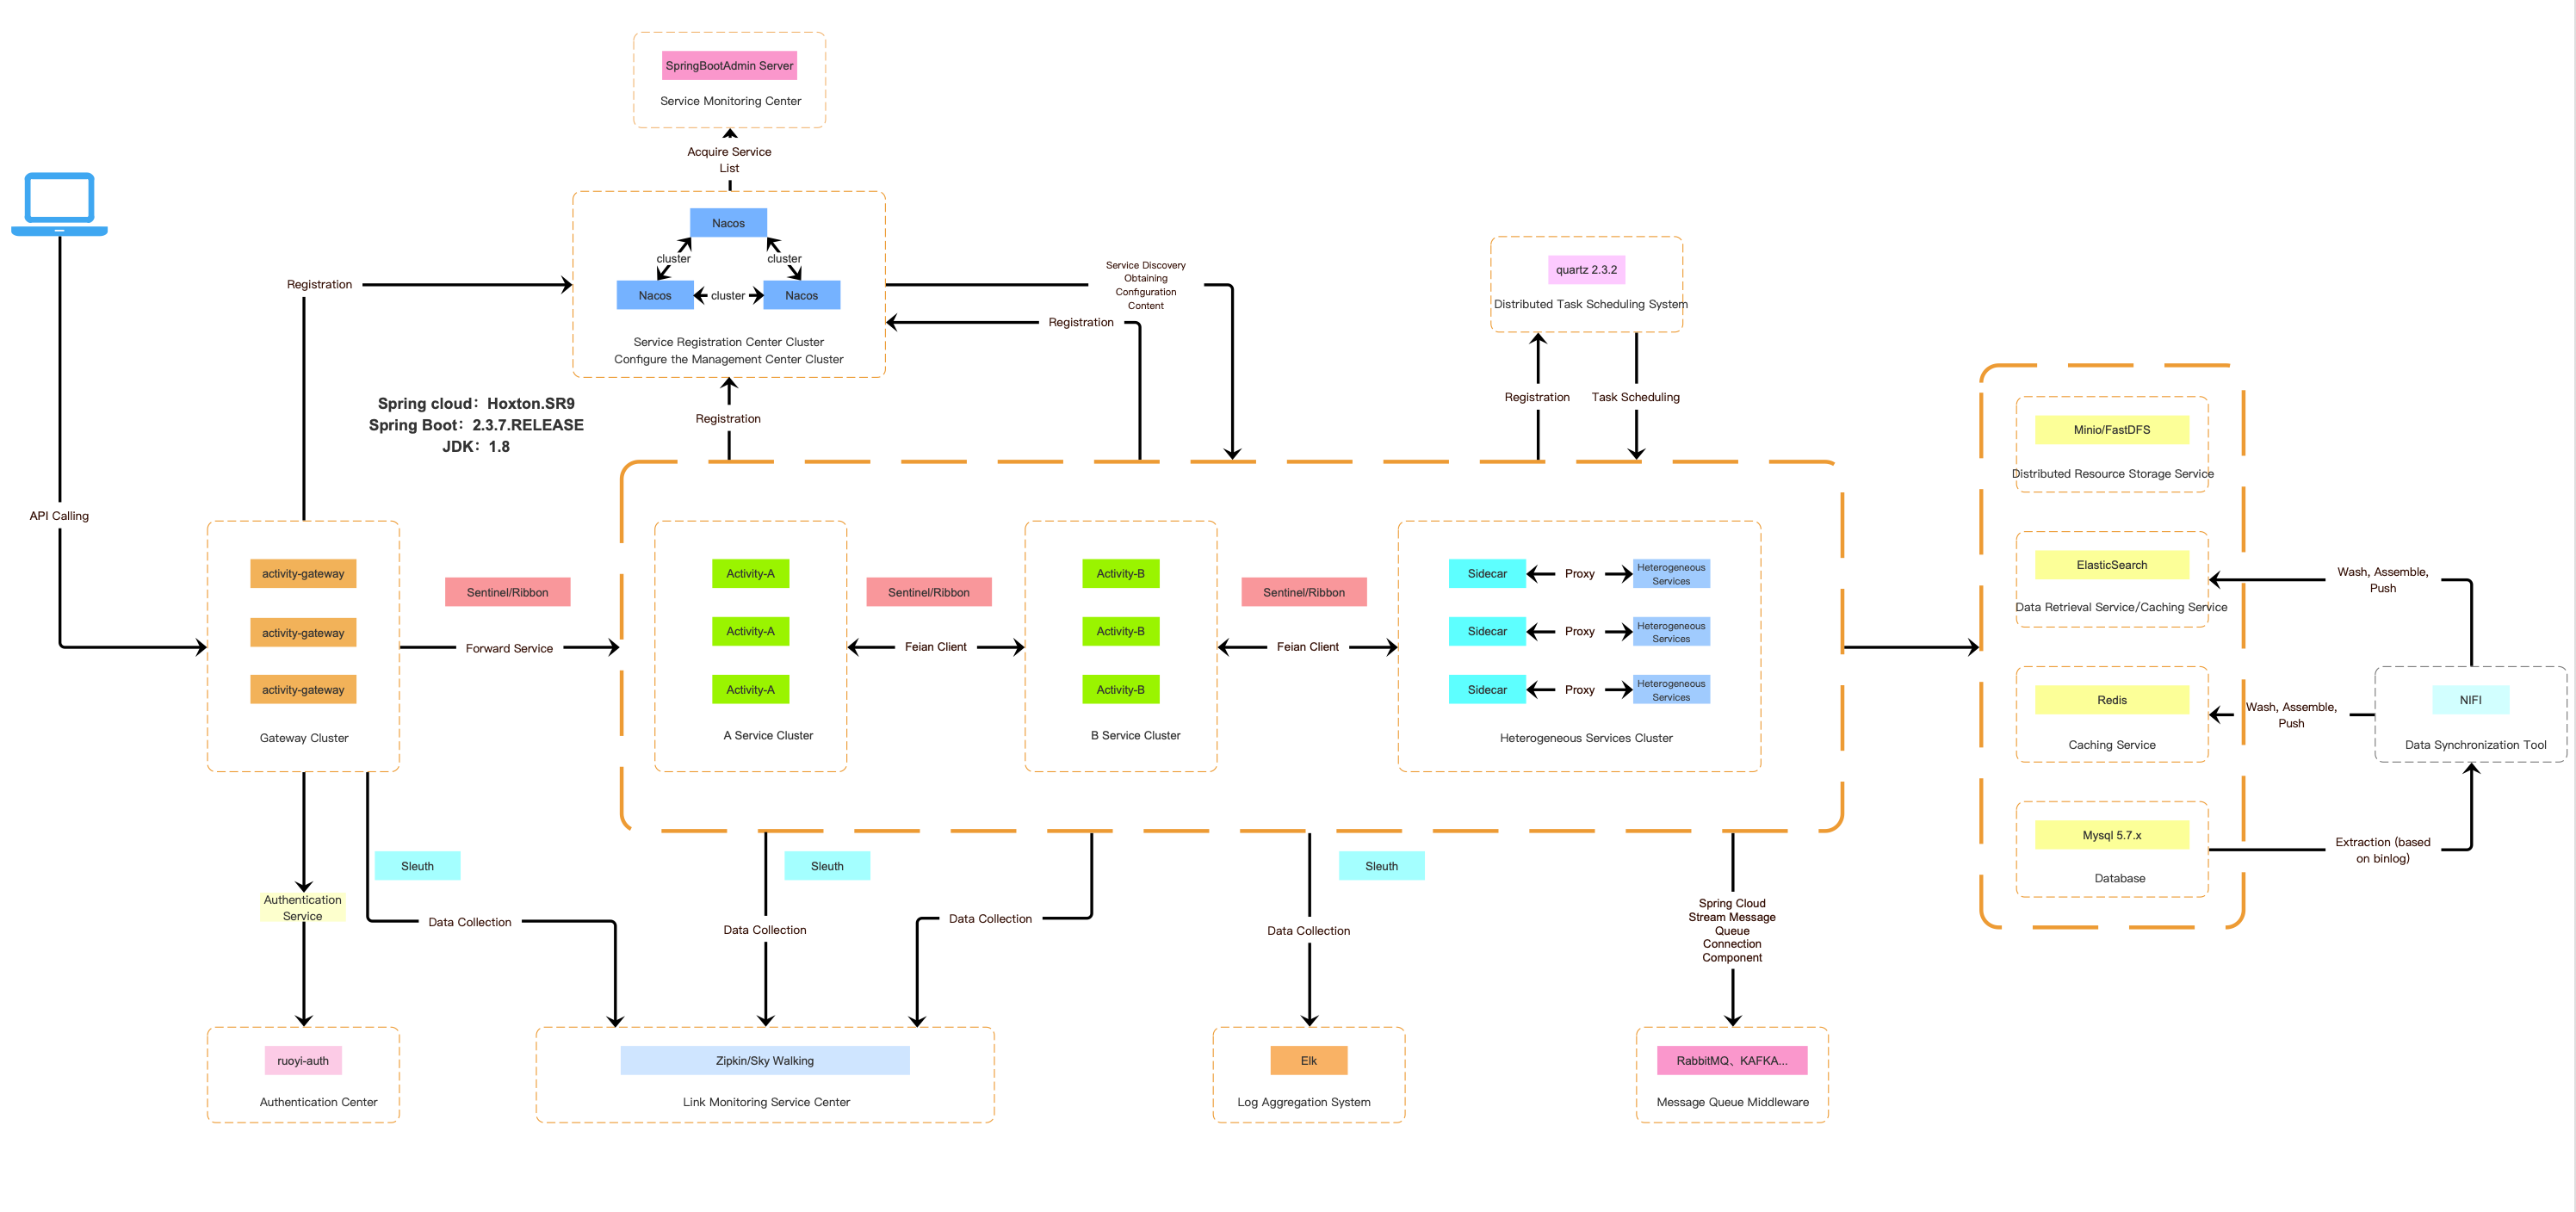 SpringBootAdmin Server
Service Monitoring Center
Acquire Service
List
Nacos
cluster
cluster
Nacos
cluster
Nacos
Service Registration Center Cluster
Configure the Management Center Cluster
Registration
Service Discovery
Obtaining
Configuration
Content
Registration
quartz 2.3.2
Distributed Task Scheduling System
Registration
Registration
Task Scheduling
Spring cloud：Hoxton.SR9
Spring Boot：2.3.7.RELEASE
JDK：1.8
API Calling
activity-gateway
activity-gateway
activity-gateway
Gateway Cluster
Sentinel/Ribbon
Forward Service
Activity-A
Activity-A
Activity-A
A Service Cluster
Sentinel/Ribbon
Feian Client
Activity-B
Activity-B
Activity-B
B Service Cluster
Sentinel/Ribbon
Feian Client
Sidecar
Proxy
Heterogeneous
Services
Sidecar
Proxy
Heterogeneous
Services
Sidecar
Proxy
Heterogeneous
Services
Heterogeneous Services Cluster
Minio/FastDFS
Distributed Resource Storage Service
ElasticSearch
Data Retrieval Service/Caching Service
Redis
Caching Service
Mysql 5.7.x
Database
Wash, Assemble,
Push
Wash, Assemble,
Push
NIFI
Data Synchronization Tool
Extraction (based
on binlog)
Sleuth
Authentication
Service
Data Collection
Sleuth
Data Collection
Data Collection
Sleuth
Data Collection
Spring Cloud
Stream Message
Queue
Connection
Component
ruoyi-auth
Authentication Center
Zipkin/Sky Walking
Link Monitoring Service Center
Elk
Log Aggregation System
RabbitMQ、KAFKA...
Message Queue Middleware